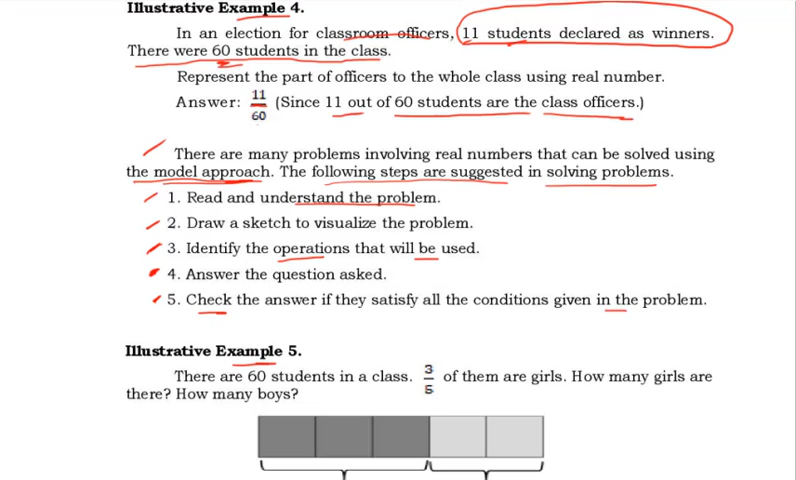 Illustrative Example 4.
In an election for classroom officers, 11 students declared as winners.
There were 60 students in the class.
Represent the part of officers to the whole class using real number.
Answer: 11/60 (Since 11 out of 60 students are the class officers.)
There are many problems involving real numbers that can be solved using
the model approach. The following steps are suggested in solving problems.
1. Read and understand the problem.
2. Draw a sketch to visualize the problem.
3. Identify the operations that will be used.
4. Answer the question asked.
5. Check the answer if they satisfy all the conditions given in the problem.
Illustrative Example 5.
There are 60 students in a class. 3/5 of them are girls. How many girls are
there? How many boys?